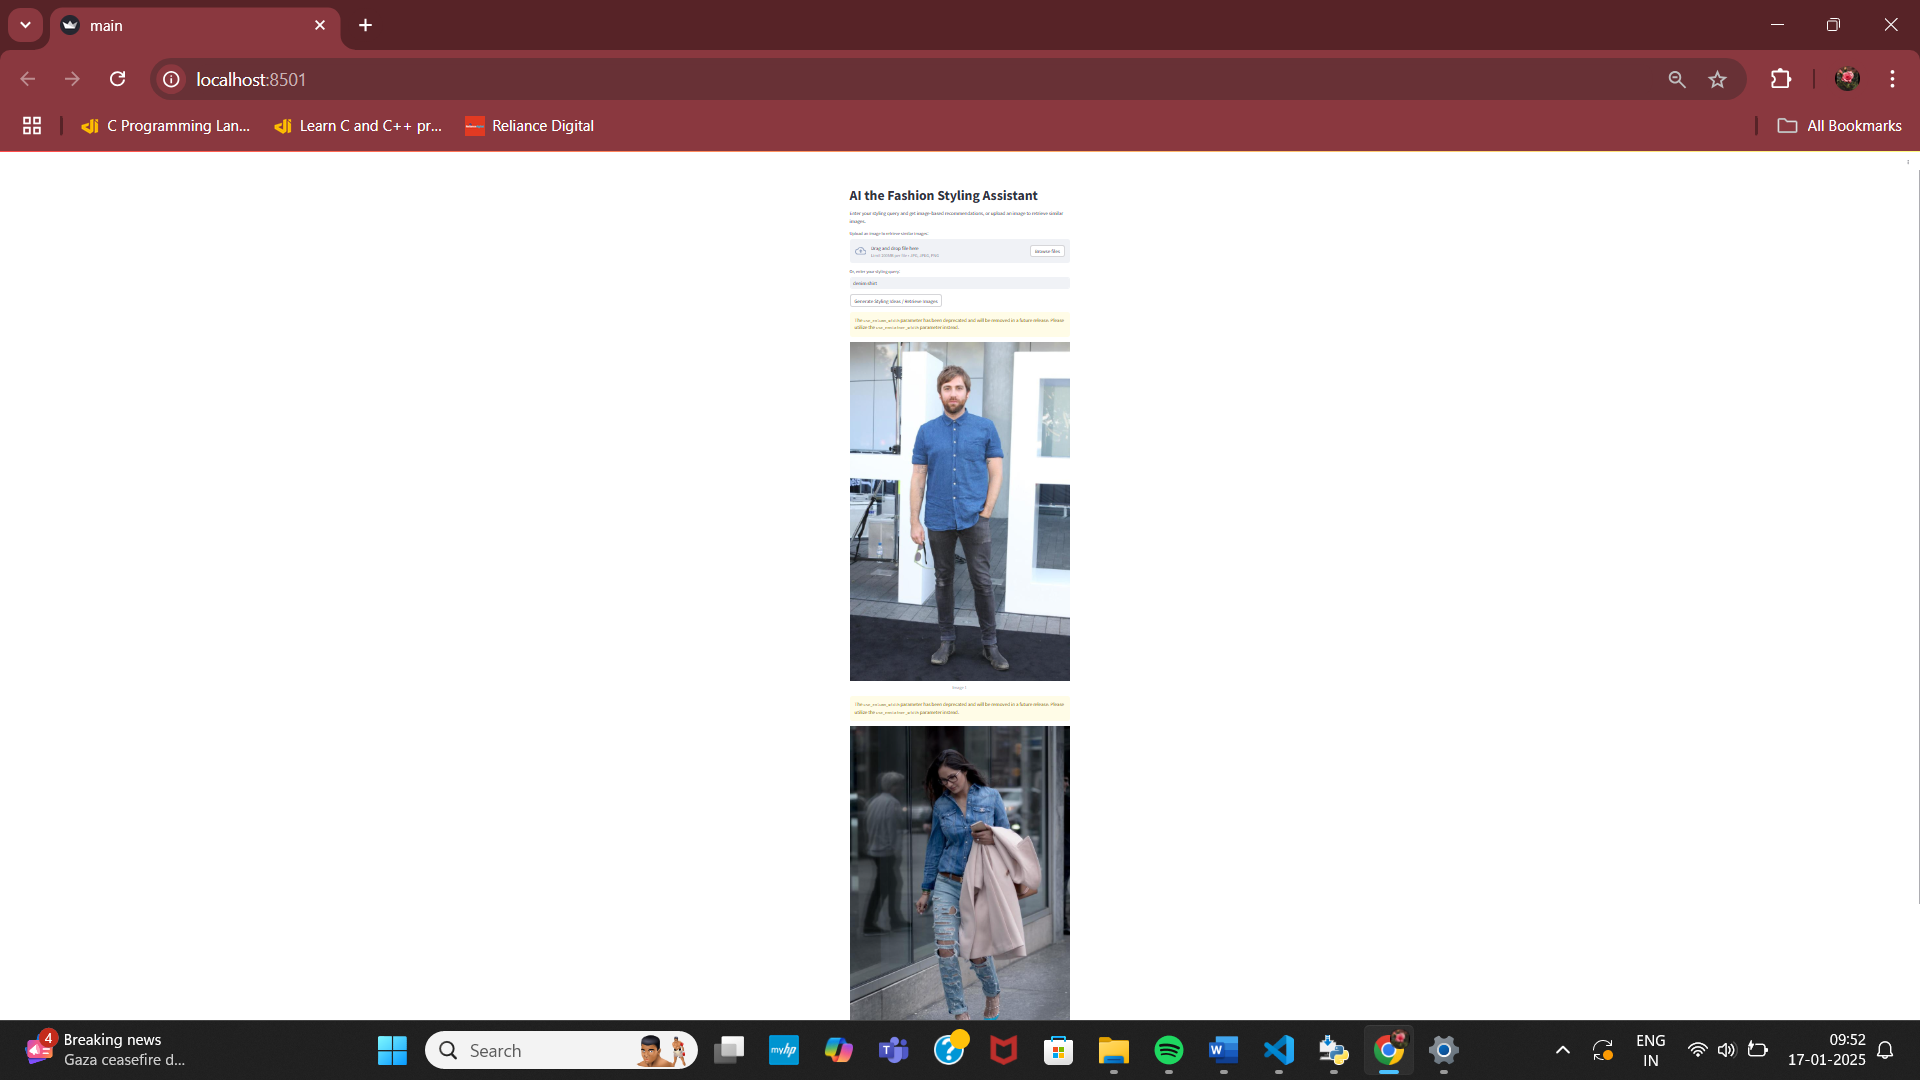 main
localhost:8501
C Programming Lan...
Learn C and C++ pr...
Reliance Digital
All Bookmarks
AI the Fashion Styling Assistant
Enter your styling query and get image-based recommendations, or upload an image to retrieve similar
images.
Upload an image to retrieve similar images:
Drag and drop file here
Limit 200MB per file • JPG, JPEG, PNG
Browse files
Or, enter your styling query:
denim shirt
Generate Styling Ideas / Retrieve Images
The use_column_width parameter has been deprecated and will be removed in a future release. Please
utilize the use_container_width parameter instead.
Image 1
The use_column_width parameter has been deprecated and will be removed in a future release. Please
utilize the use_container_width parameter instead.
4
Breaking news
Gaza ceasefire d...
Search
myhp
ENG
IN
09:52
17-01-2025